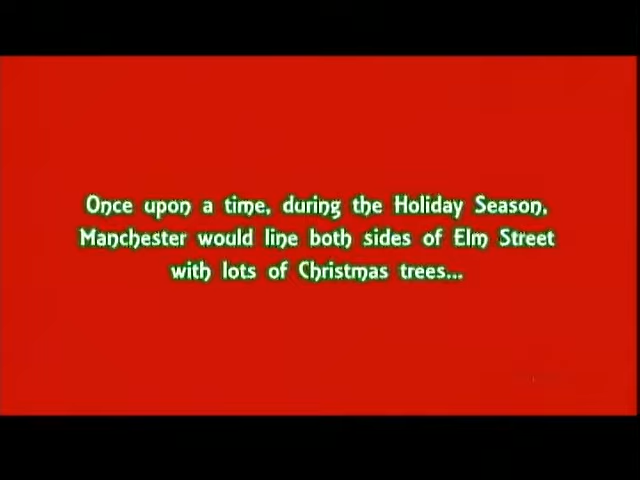 Once upon a time, during the Holiday Season,
Manchester would line both sides of Elm Street
with lots of Christmas trees...